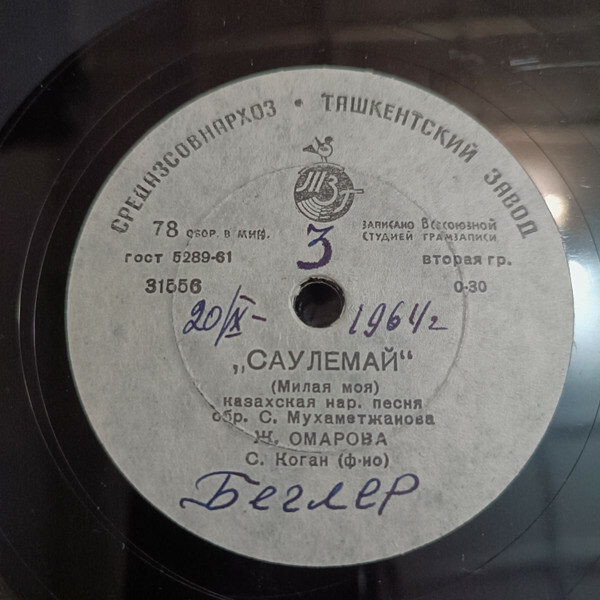 СРЕДАЗСОВНАРХОЗ • ТАШКЕНТСКИЙ ЗАВОД
ТЗГ
78 ОБОР. В МИН.
ЗАПИСАНО ВСЕСОЮЗНОЙ
СТУДИЕЙ ГРАМЗАПИСИ
3
ГОСТ 5289-61
ВТОРАЯ ГР.
31556
0-30
20/X- 1964 г
„САУЛЕМАЙ“
(Милая моя)
казахская нар. песня
обр. С. Мухаметжанова
Ж. ОМАРОВА
С. Коган (ф-но)
Беглер